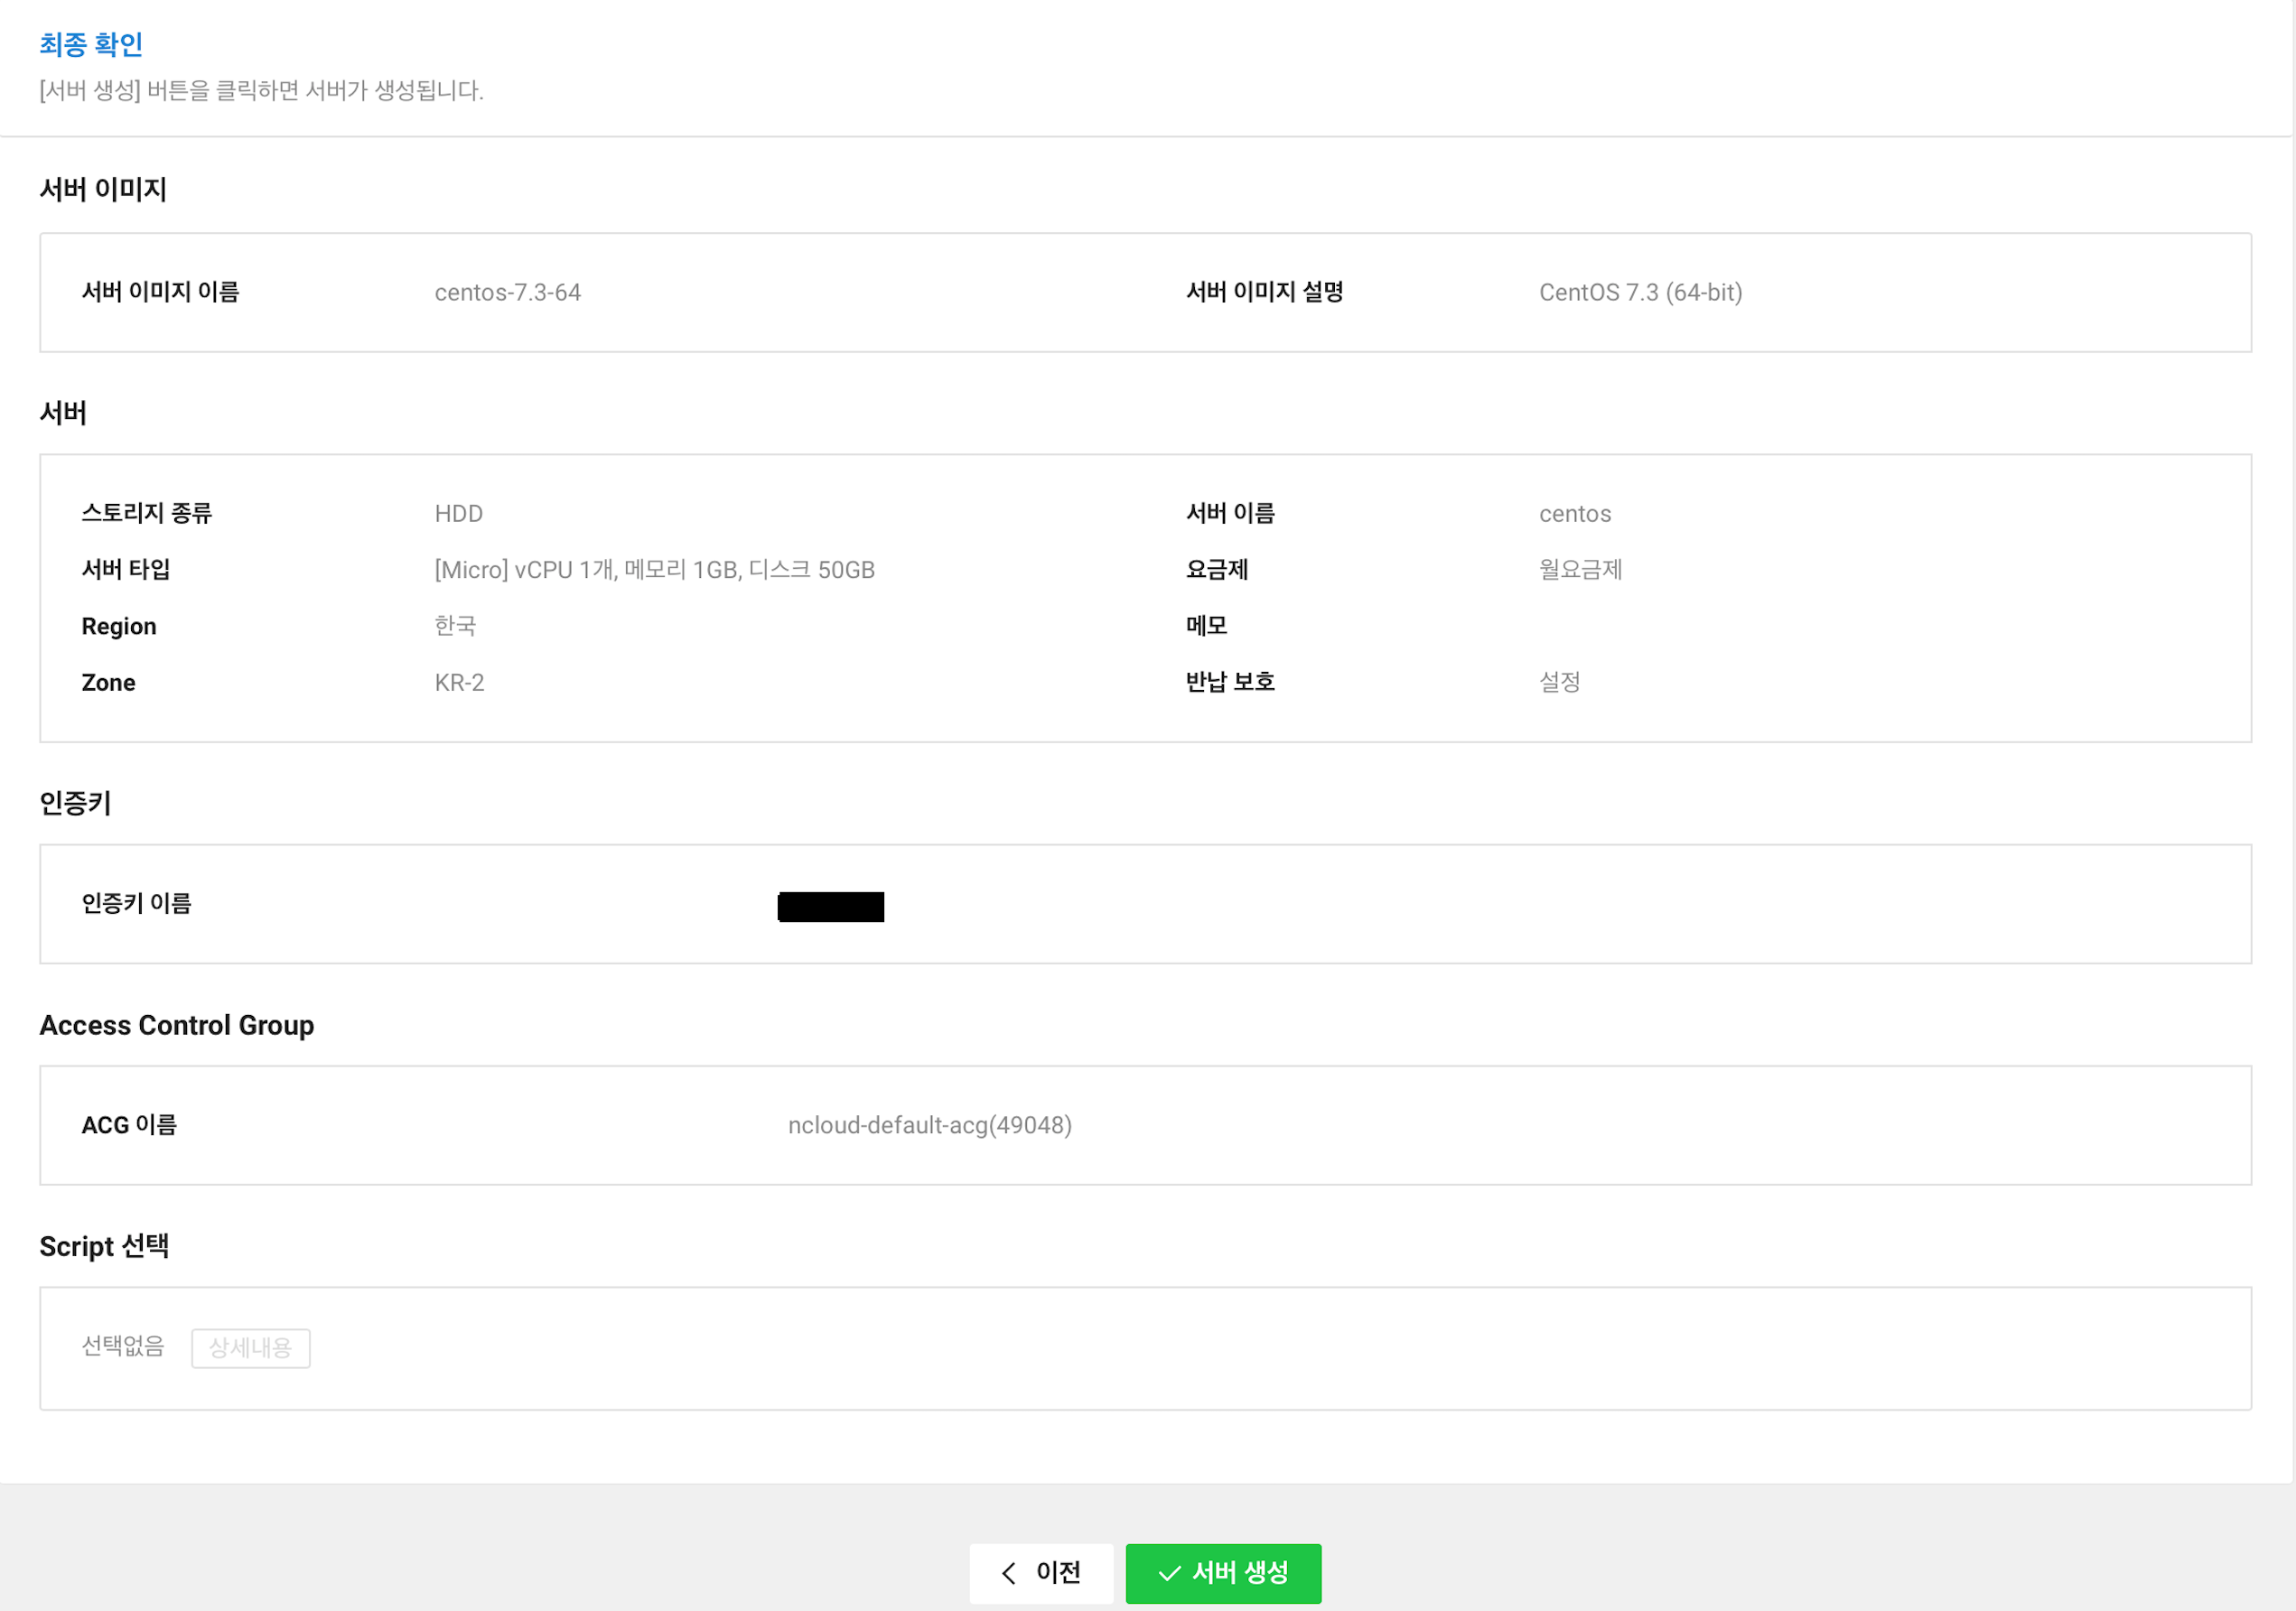 최종 확인
[서버 생성] 버튼을 클릭하면 서버가 생성됩니다.
서버 이미지
서버 이미지 이름 centos-7.3-64 서버 이미지 설명 CentOS 7.3 (64-bit)
서버
스토리지 종류 HDD 서버 이름 centos
서버 타입 [Micro] vCPU 1개, 메모리 1GB, 디스크 50GB 요금제 월요금제
Region 한국 메모
Zone KR-2 반납 보호 설정
인증키
인증키 이름
Access Control Group
ACG 이름 ncloud-default-acg(49048)
Script 선택
선택없음 상세내용
이전 서버 생성